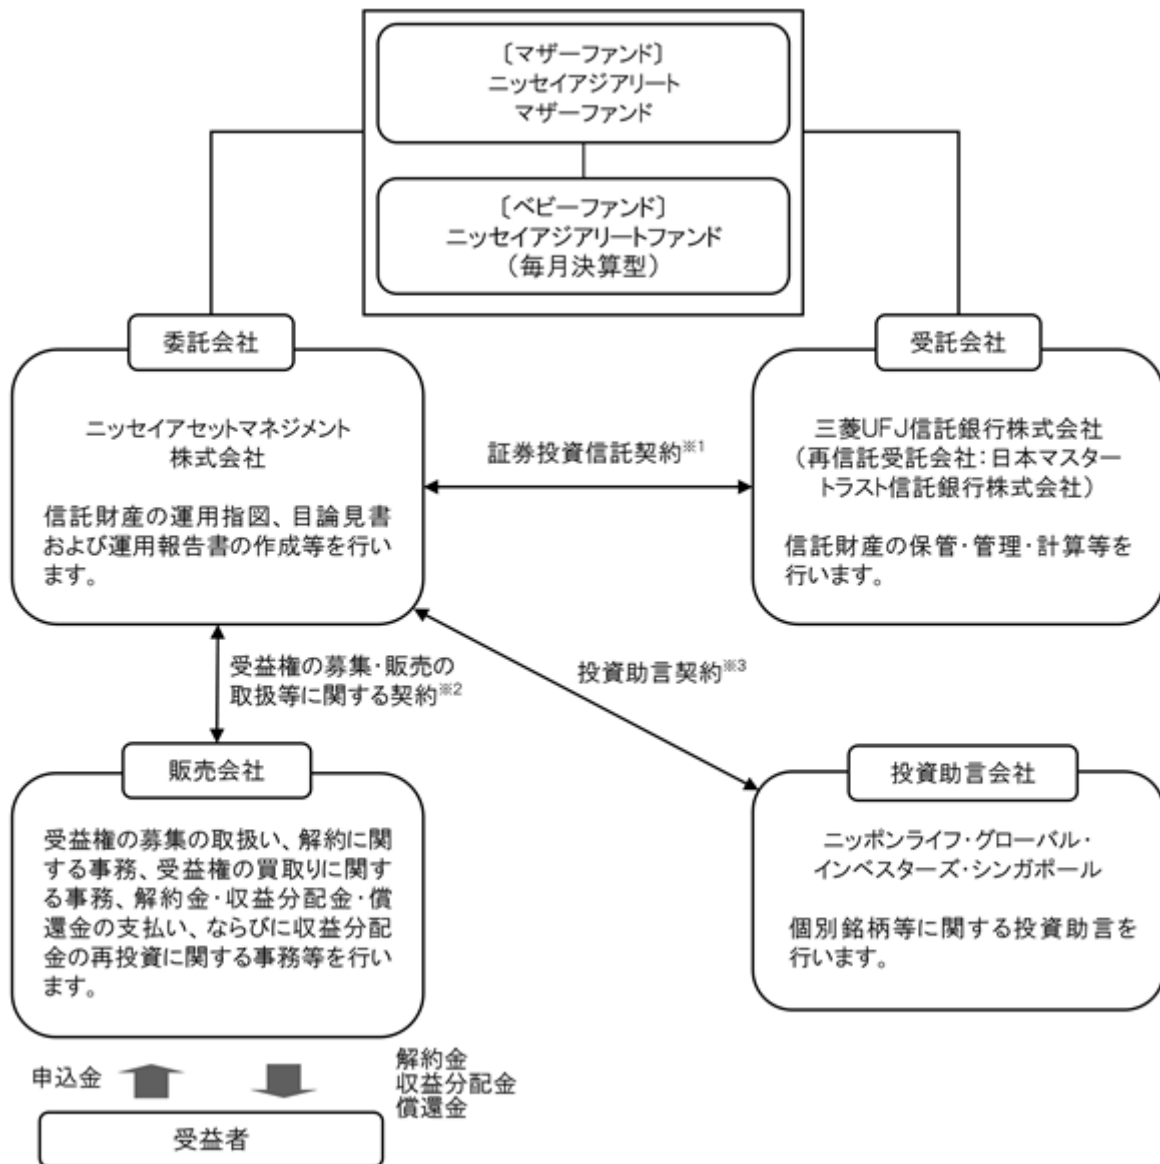 〔マザーファンド〕
ニッセイアジアリート
マザーファンド
〔ベビーファンド〕
ニッセイアジアリートファンド
（毎月決算型）
委託会社
ニッセイアセットマネジメント
株式会社
信託財産の運用指図、目論見書
および運用報告書の作成等を行い
ます。
証券投資信託契約※1
受託会社
三菱UFJ信託銀行株式会社
（再信託受託会社：日本マスター
トラスト信託銀行株式会社）
信託財産の保管・管理・計算等を
行います。
受益権の募集・販売の
取扱等に関する契約※2
投資助言契約※3
販売会社
受益権の募集の取扱い、解約に関
する事務、受益権の買取りに関す
る事務、解約金・収益分配金・償
還金の支払い、ならびに収益分配
金の再投資に関する事務等を行い
ます。
投資助言会社
ニッポンライフ・グローバル・
インベスターズ・シンガポール
個別銘柄等に関する投資助言を
行います。
申込金
解約金
収益分配金
償還金
受益者